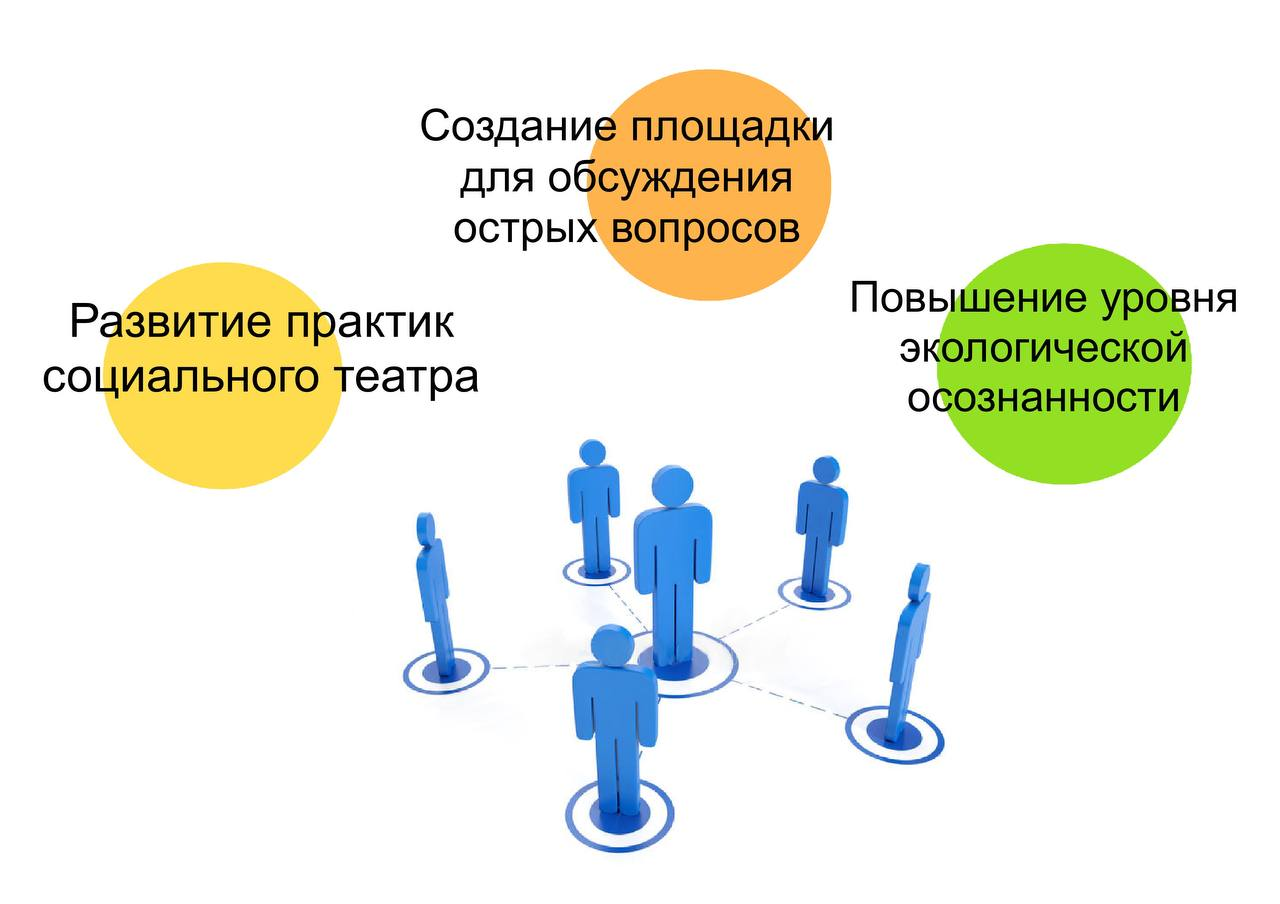 Создание площадки
для обсуждения
острых вопросов
Развитие практик
социального театра
Повышение уровня
экологической
осознанности